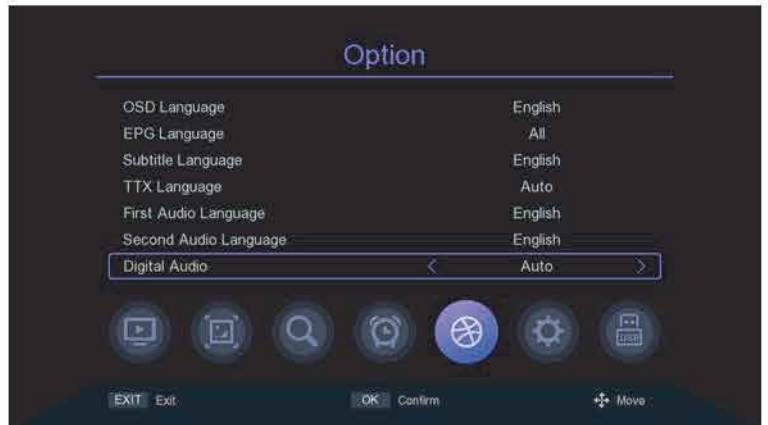 Option
OSD Language English
EPG Language All
Subtitle Language English
TTX Language Auto
First Audio Language English
Second Audio Language English
Digital Audio < Auto >
USB
EXIT Exit OK Confirm Move